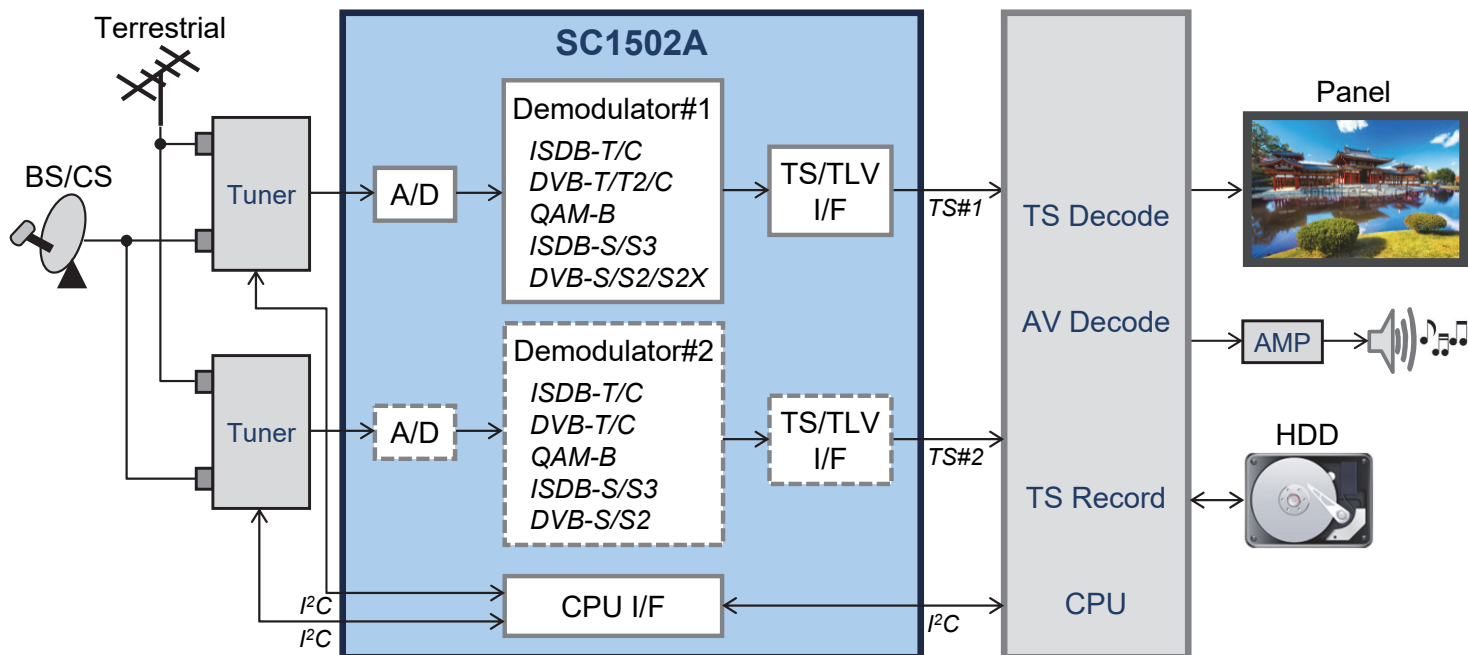 Terrestrial
BS/CS
Tuner
Tuner
SC1502A
A/D
Demodulator#1
ISDB-T/C
DVB-T/T2/C
QAM-B
ISDB-S/S3
DVB-S/S2/S2X
TS/TLV
I/F
TS#1
A/D
Demodulator#2
ISDB-T/C
DVB-T/C
QAM-B
ISDB-S/S3
DVB-S/S2
TS/TLV
I/F
TS#2
I²C
I²C
CPU I/F
I²C
TS Decode
AV Decode
TS Record
CPU
Panel
AMP
HDD